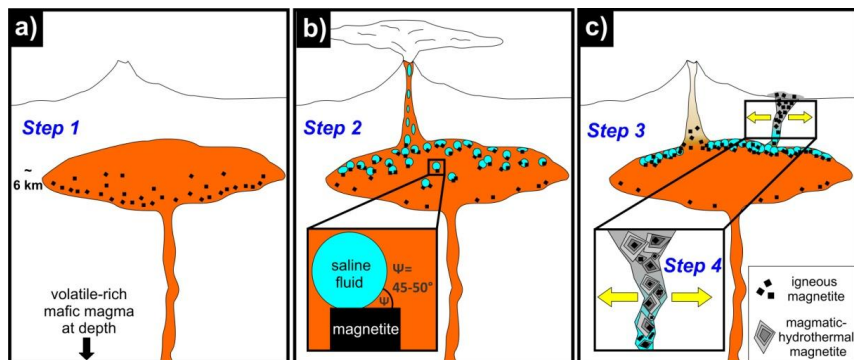 a)
Step 1
~
6 km
volatile-rich
mafic magma
at depth
b)
Step 2
saline
fluid
Ψ=
45-50°
Ψ
magnetite
c)
Step 3
Step 4
igneous
magnetite
magmatic-
hydrothermal
magnetite